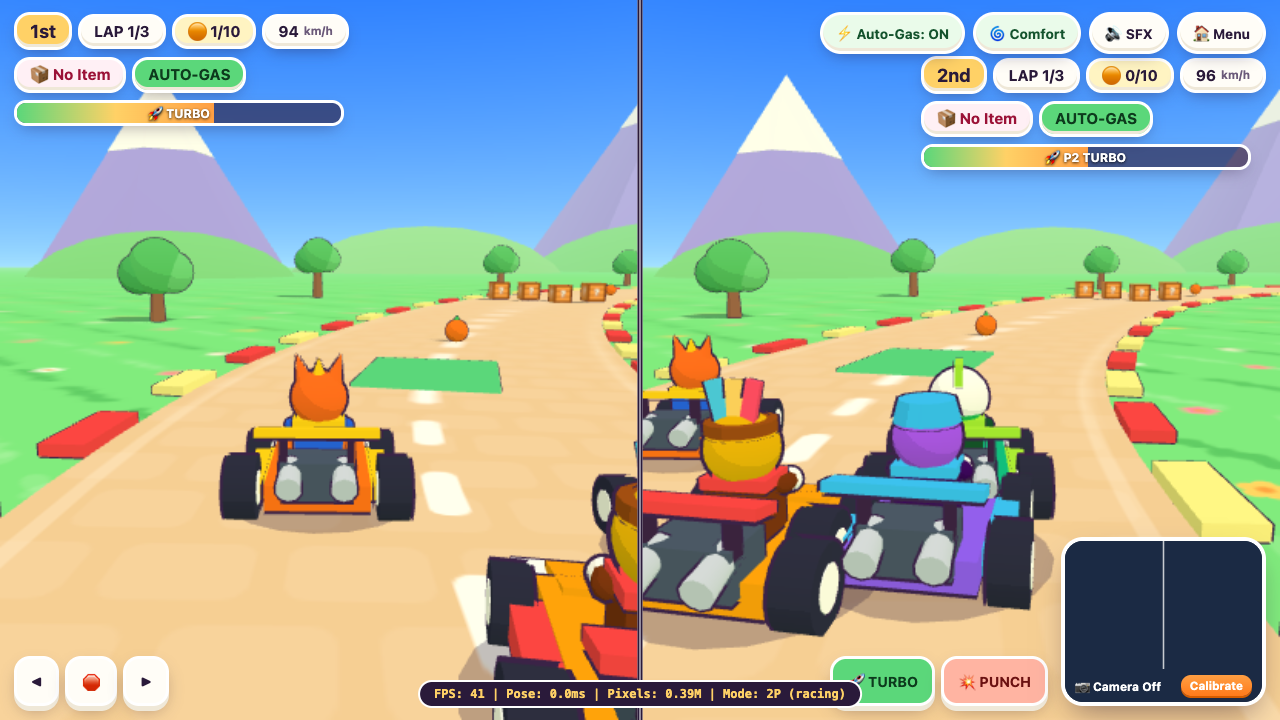 1st LAP 1/3 1/10 94 km/h
No Item AUTO-GAS
TURBO
Auto-Gas: ON Comfort SFX Menu
2nd LAP 1/3 0/10 96 km/h
No Item AUTO-GAS
P2 TURBO
TURBO PUNCH
Camera Off Calibrate
FPS: 41 | Pose: 0.0ms | Pixels: 0.39M | Mode: 2P (racing)